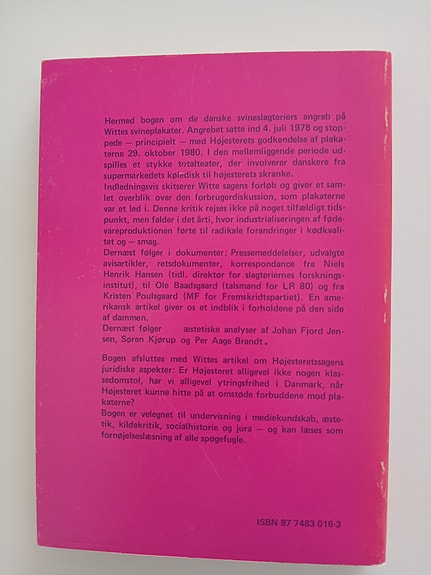 Hermed bogen om de danske svineslagteriers angreb på
Wittes svineplakater. Angrebet satte ind 4. juli 1978 og stop-
pede – principielt – med Højesterets godkendelse af plaka-
terne 29. oktober 1980. I den mellemliggende periode ud-
spilles et stykke totalteater, der involverer danskere fra
supermarkedets køledisk til højesterets skranke.
Indledningsvis skitserer Witte sagens forløb og giver et sam-
let overblik over den forbrugerdiskussion, som plakaterne
var et led i. Denne kritik rejses ikke på noget tilfældigt tids-
punkt, men falder i det årti, hvor industrialiseringen af føde-
vareproduktionen førte til radikale forandringer i kødkvali-
tet og – smag.
Dernæst følger i dokumenter: Pressemeddelelser, udvalgte
avisartikler, retsdokumenter, korrespondance fra Niels
Henrik Hansen (tidl. direktør for slagteriernes forsknings-
institut), til Ole Baadsgaard (talsmand for LR 80) og fra
Kristen Poulsgaard (MF for Fremskridtspartiet). En ame-
rikansk artikel giver os et indblik i forholdene på den side
af dammen.
Dernæst følger æstetiske analyser af Johan Fjord Jen-
sen, Søren Kjørup og Per Aage Brandt.
Bogen afsluttes med Wittes artikel om Højesteretssagens
juridiske aspekter: Er Højesteret alligevel ikke nogen klas-
sedomstol, har vi alligevel ytringsfrihed i Danmark, når
Højesteret kunne hitte på at omstøde forbuddene mod pla-
katerne?
Bogen er velegnet til undervisning i mediekundskab, æste-
tik, kildekritik, socialhistorie og jura – og kan læses som
fornøjelseslæsning af alle spøgefugle.
ISBN 87 7483 016-3